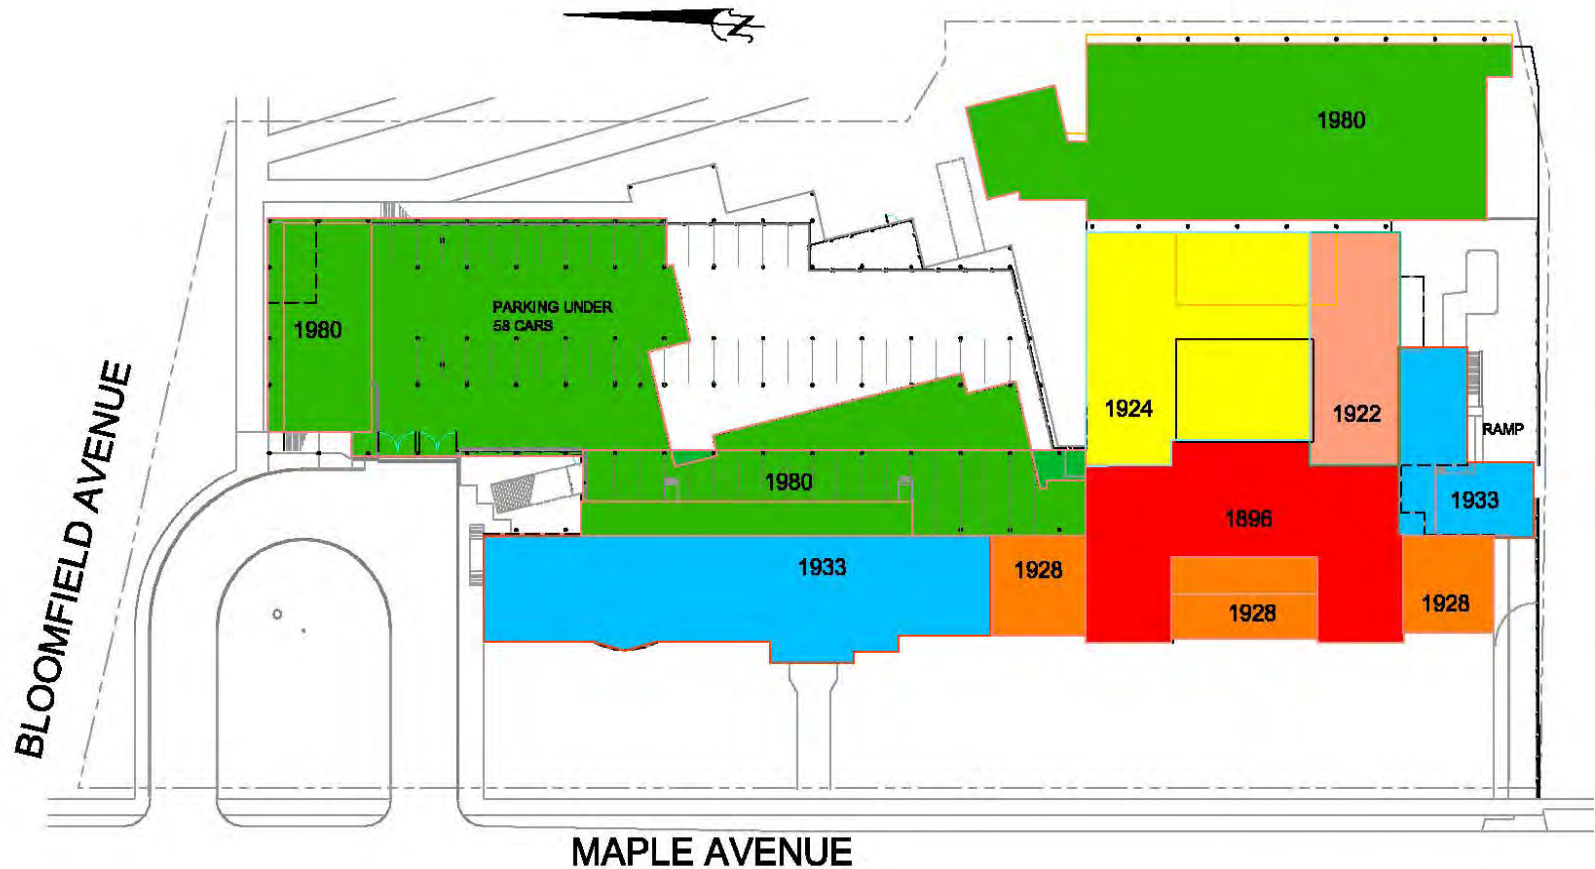 N
1980
PARKING UNDER
58 CARS
1980
1924
1922
RAMP
BLOOMFIELD AVENUE
1980
1933
1896
1933
1928
1928
1928
MAPLE AVENUE